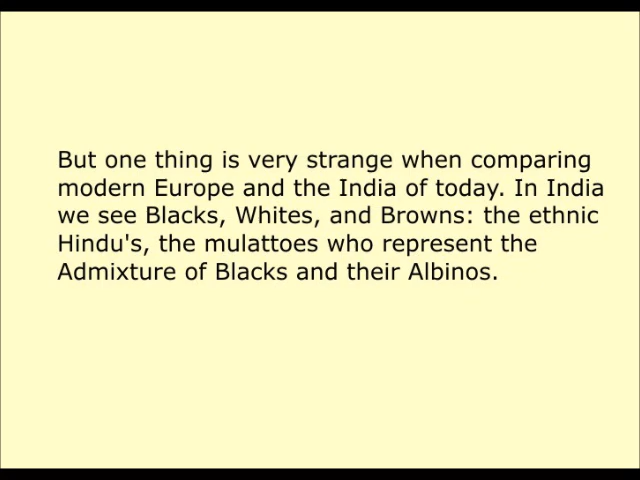 But one thing is very strange when comparing
modern Europe and the India of today. In India
we see Blacks, Whites, and Browns: the ethnic
Hindu's, the mulattoes who represent the
Admixture of Blacks and their Albinos.